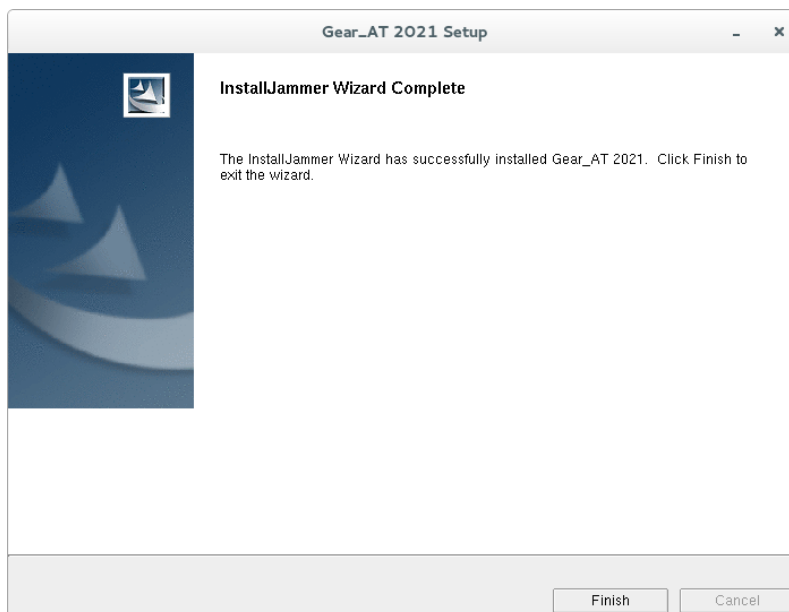 Gear_AT 2021 Setup
InstallJammer Wizard Complete
The InstallJammer Wizard has successfully installed Gear_AT 2021.  Click Finish to
exit the wizard.
Finish
Cancel